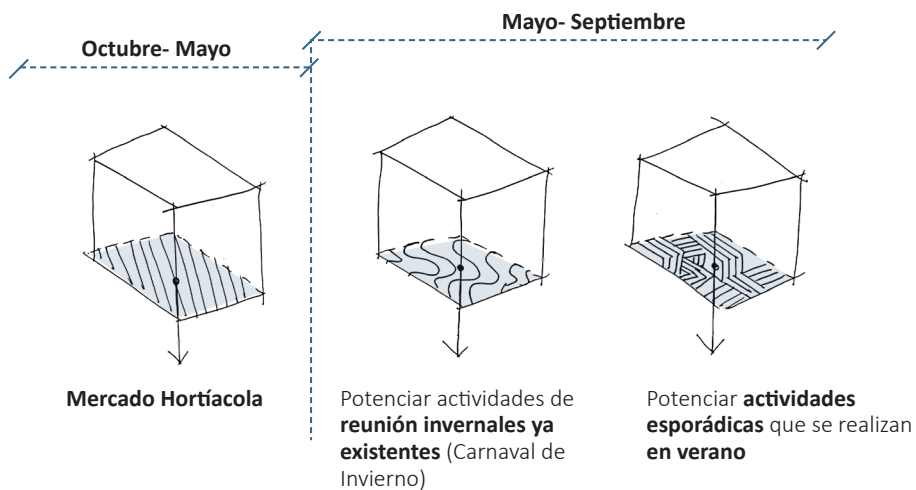 Octubre- Mayo
Mayo- Septiembre
Mercado Hortíacola
Potenciar actividades de
reunión invernales ya
existentes (Carnaval de
Invierno)
Potenciar actividades
esporádicas que se realizan
en verano